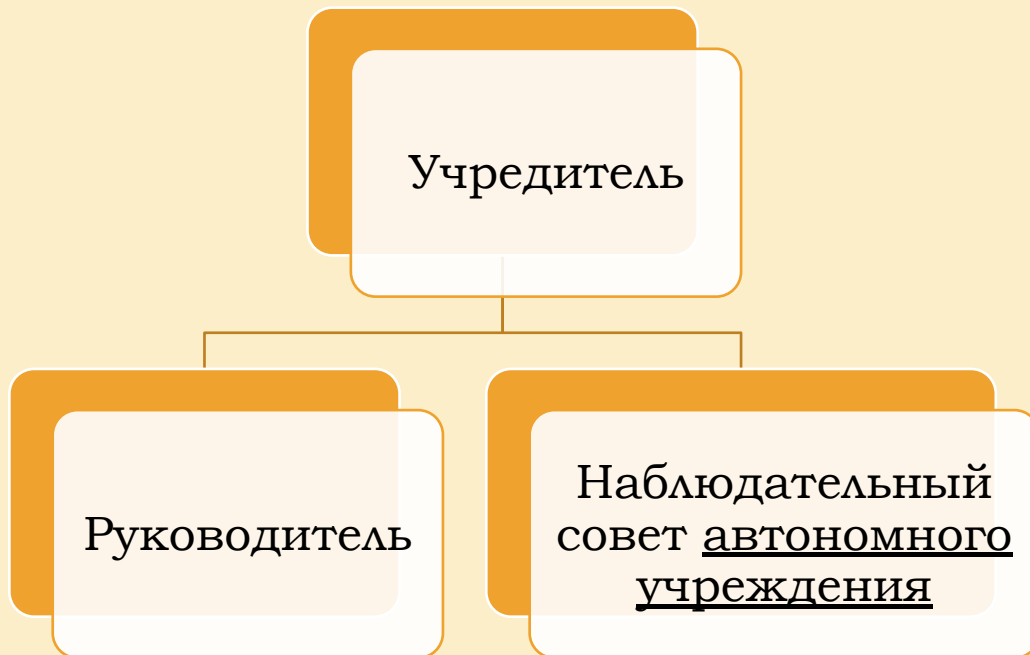 Учредитель
Руководитель
Наблюдательный
совет автономного
учреждения